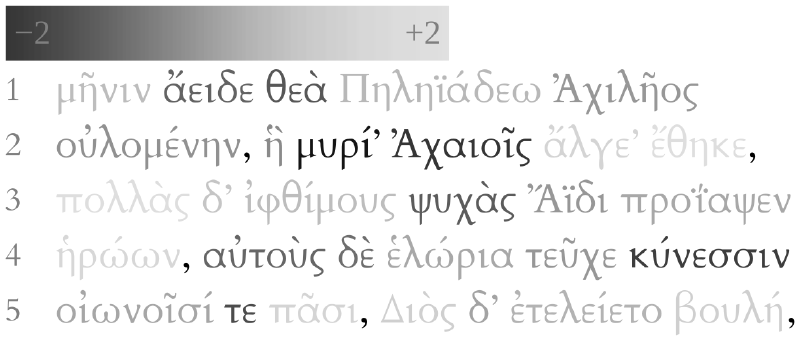 −2 +2
1 μῆνιν ἄειδε θεὰ Πηληϊάδεω Ἀχιλῆος
2 οὐλομένην, ἣ μυρί’ Ἀχαιοῖς ἄλγε’ ἔθηκε,
3 πολλὰς δ’ ἰφθίμους ψυχὰς Ἄϊδι προΐαψεν
4 ἡρώων, αὐτοὺς δὲ ἑλώρια τεῦχε κύνεσσιν
5 οἰωνοῖσί τε πᾶσι, Διὸς δ’ ἐτελείετο βουλή,